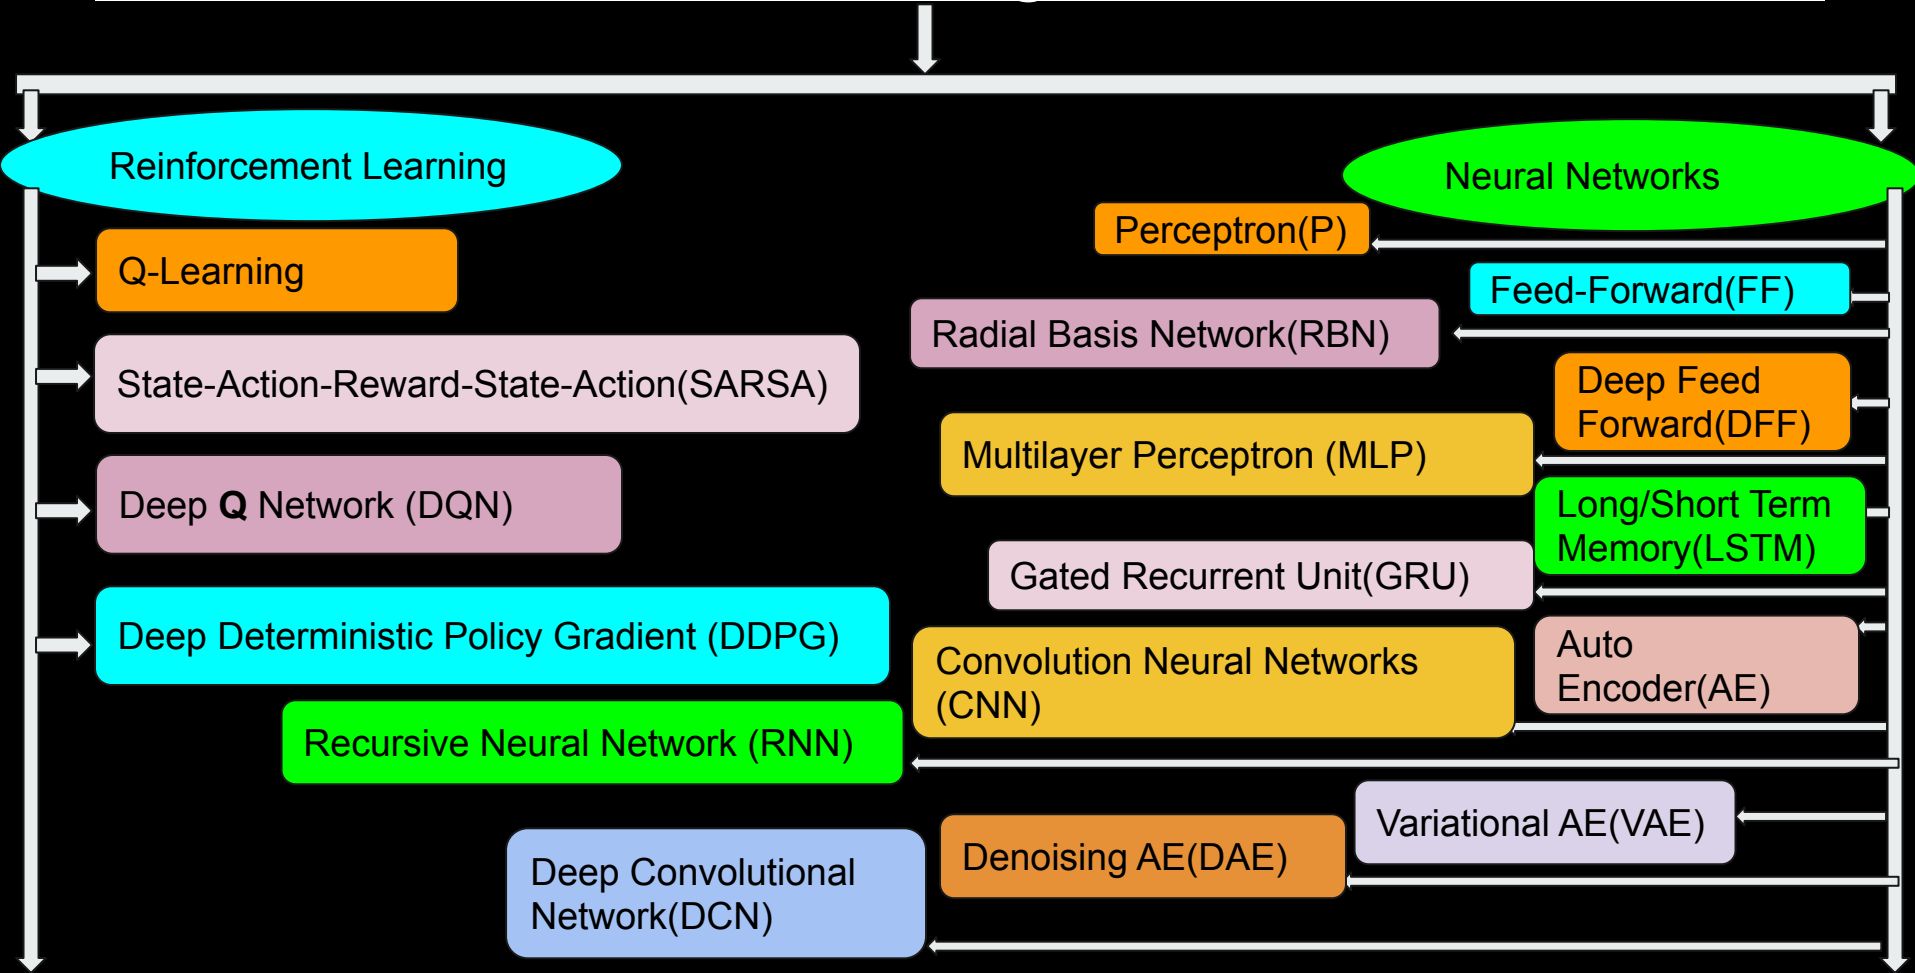 Reinforcement Learning
Q-Learning
State-Action-Reward-State-Action(SARSA)
Deep Q Network (DQN)
Deep Deterministic Policy Gradient (DDPG)
Neural Networks
Perceptron(P)
Feed-Forward(FF)
Radial Basis Network(RBN)
Deep Feed
Forward(DFF)
Multilayer Perceptron (MLP)
Long/Short Term
Memory(LSTM)
Gated Recurrent Unit(GRU)
Auto
Encoder(AE)
Convolution Neural Networks
(CNN)
Recursive Neural Network (RNN)
Variational AE(VAE)
Denoising AE(DAE)
Deep Convolutional
Network(DCN)